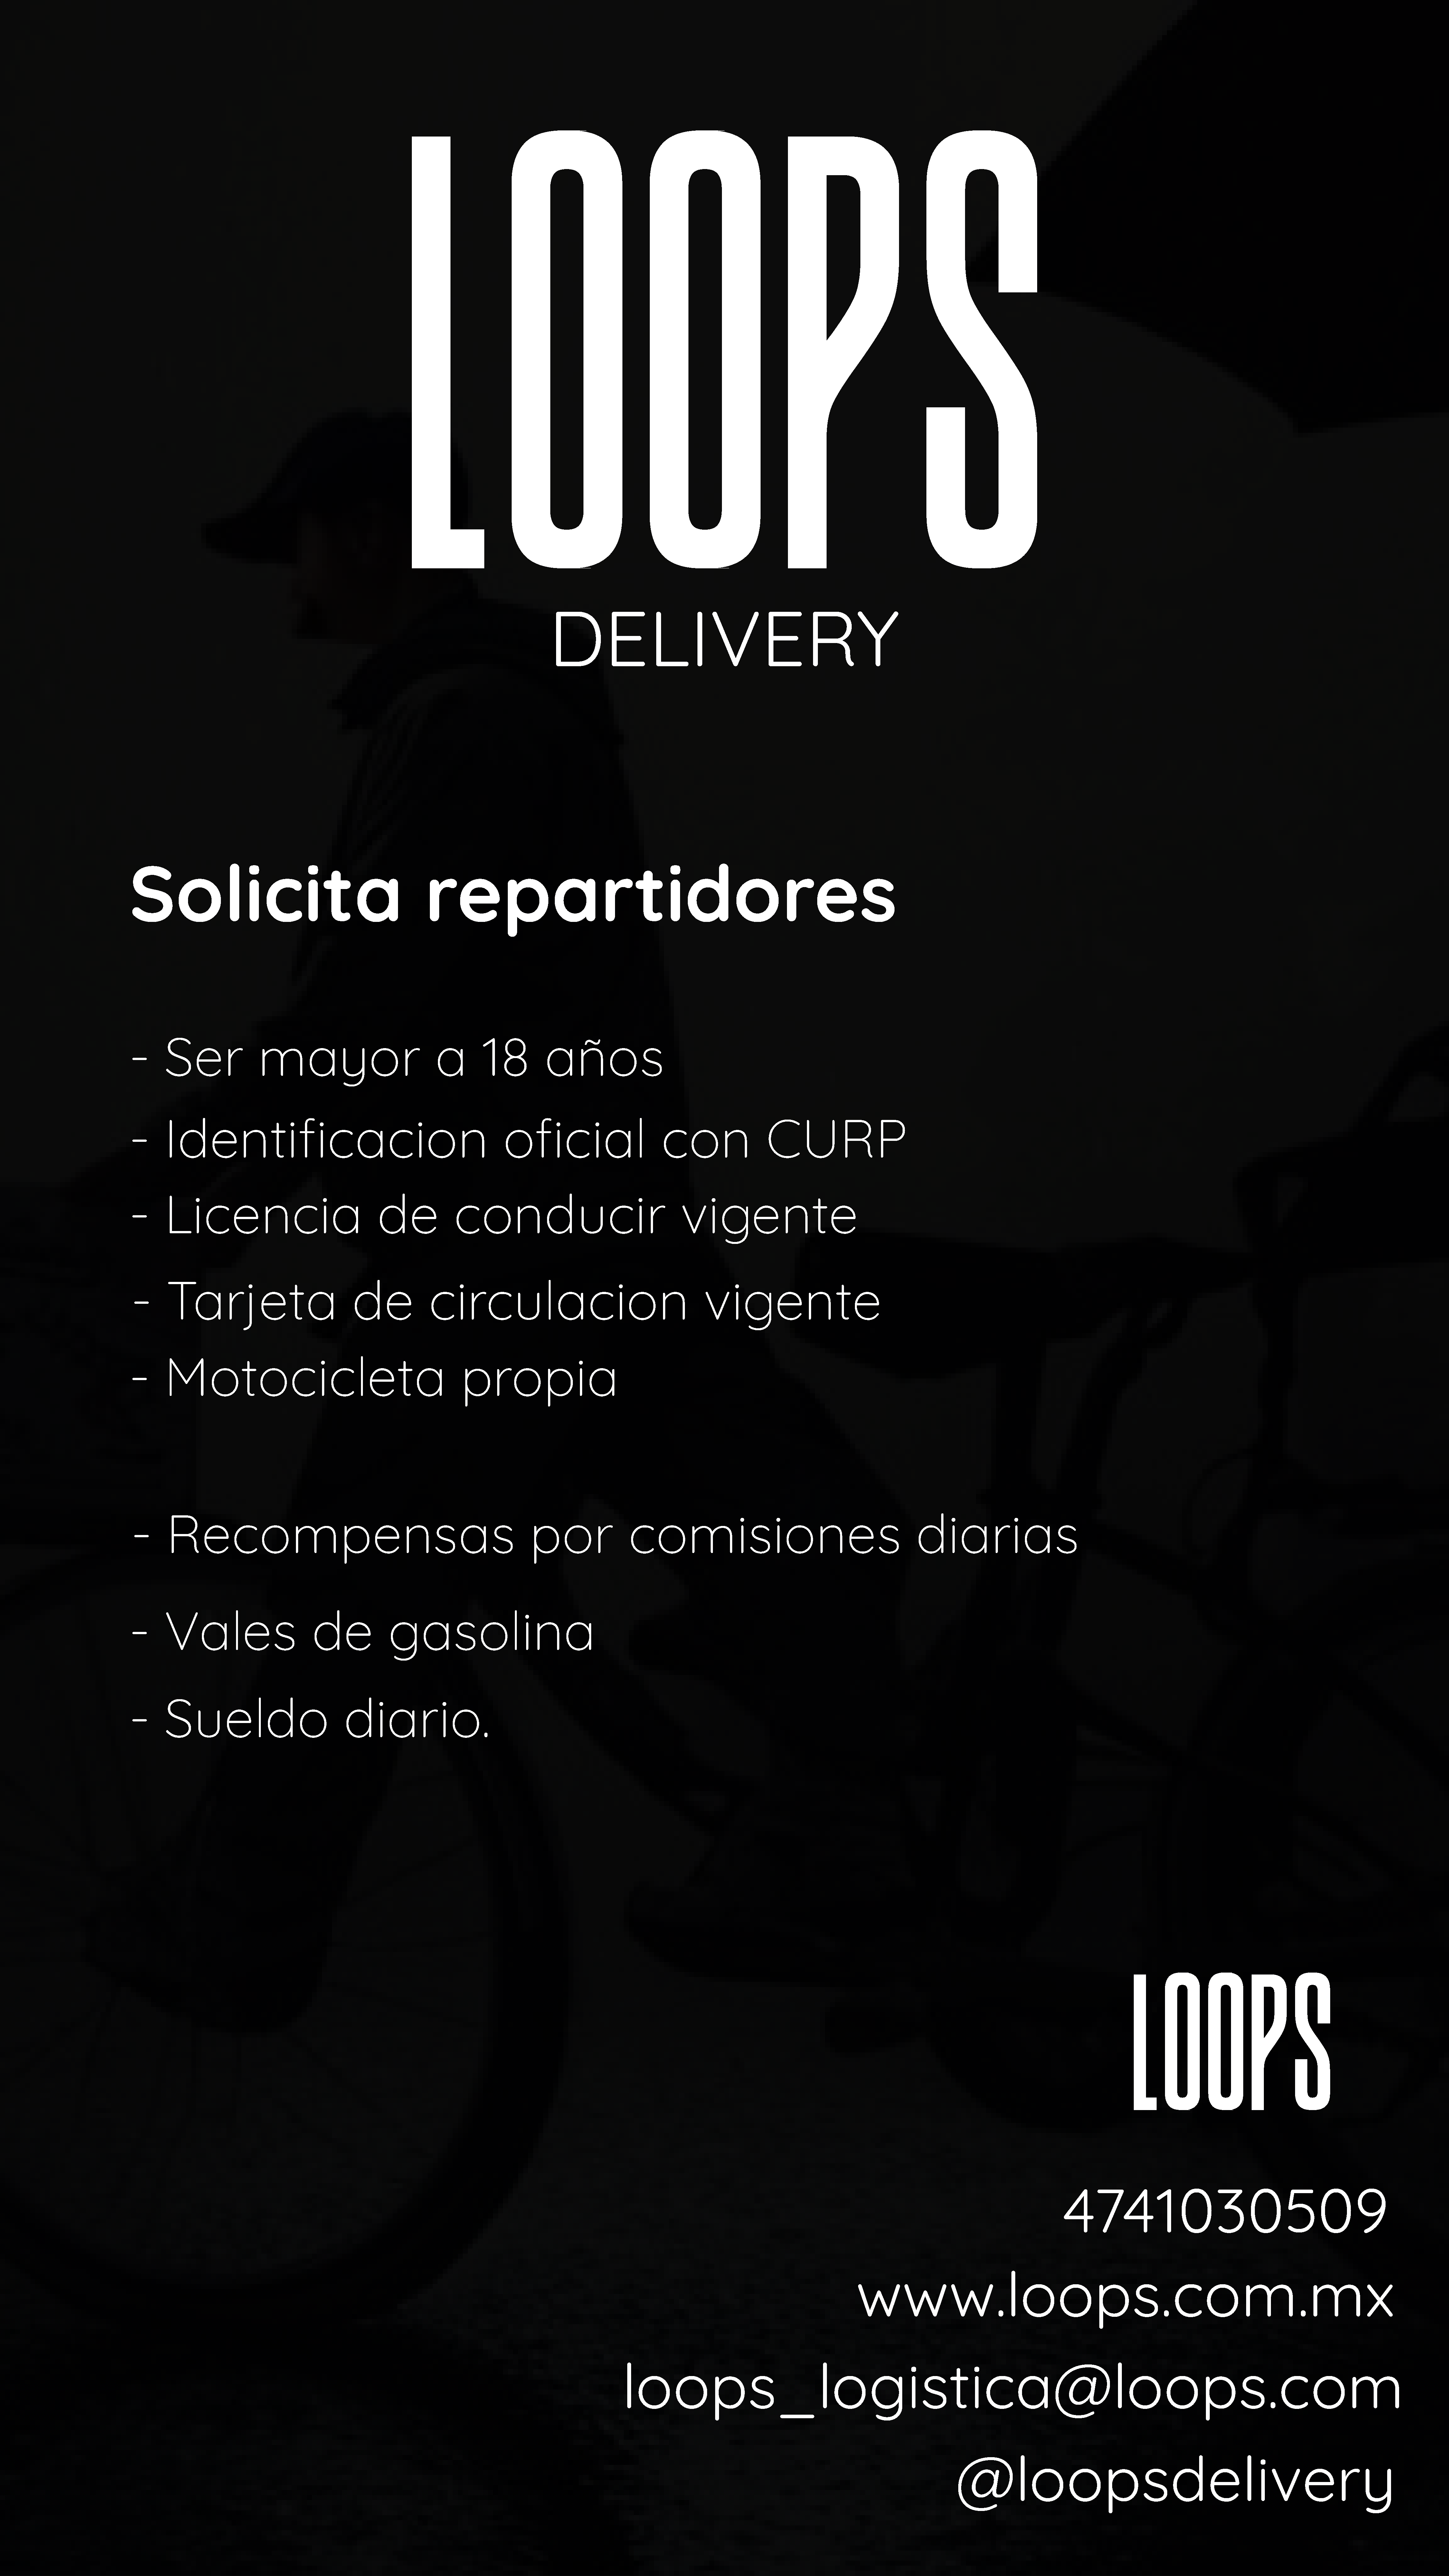 LOOPS
DELIVERY
Solicita repartidores
- Ser mayor a 18 años
- Identificacion oficial con CURP
- Licencia de conducir vigente
- Tarjeta de circulacion vigente
- Motocicleta propia
- Recompensas por comisiones diarias
- Vales de gasolina
- Sueldo diario.
LOOPS
4741030509
www.loops.com.mx
loops_logistica@loops.com
@loopsdelivery